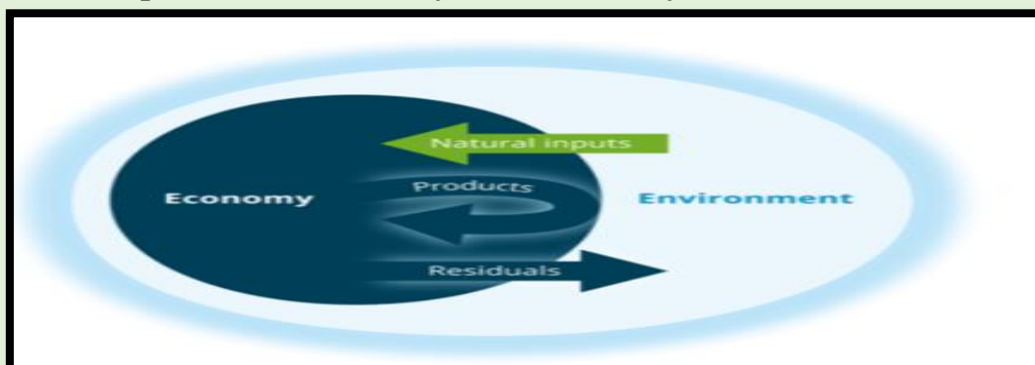 Natural inputs
Products
Economy
Environment
Residuals